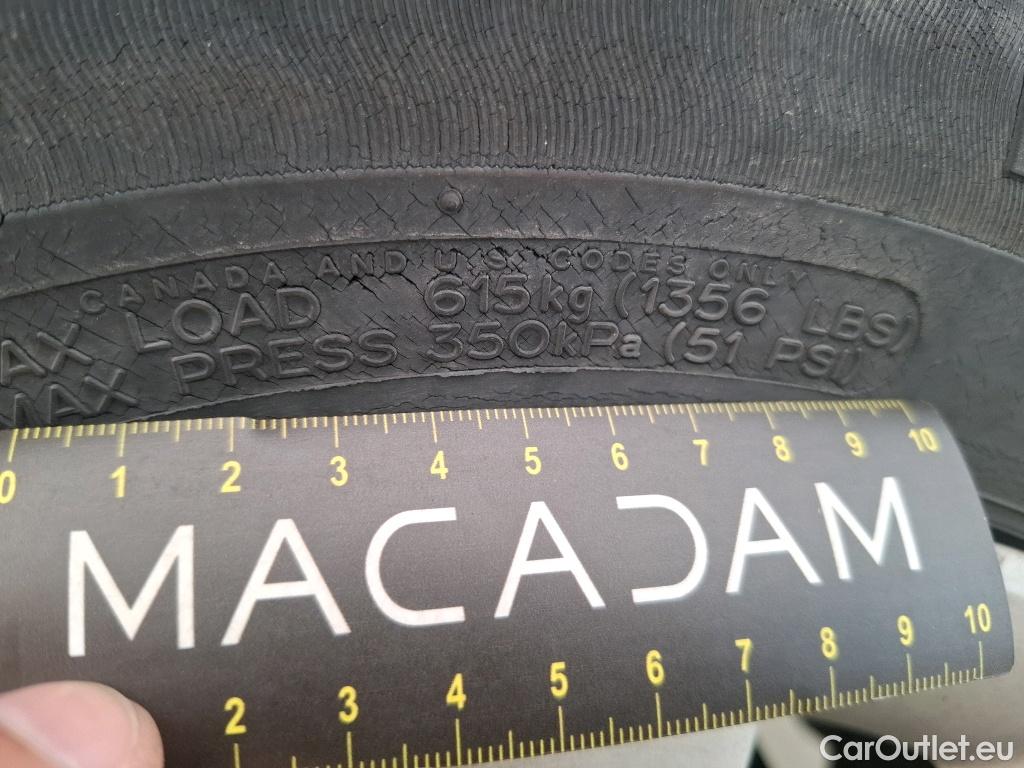 CANADA AND U.S. CODES ONLY
MAX LOAD 615kg (1356 LBS)
MAX PRESS 350kPa (51 PSI)
0 1 2 3 4 5 6 7 8 9 10
MACADAM
2 3 4 5 6 7 8 9 10
CarOutlet.eu